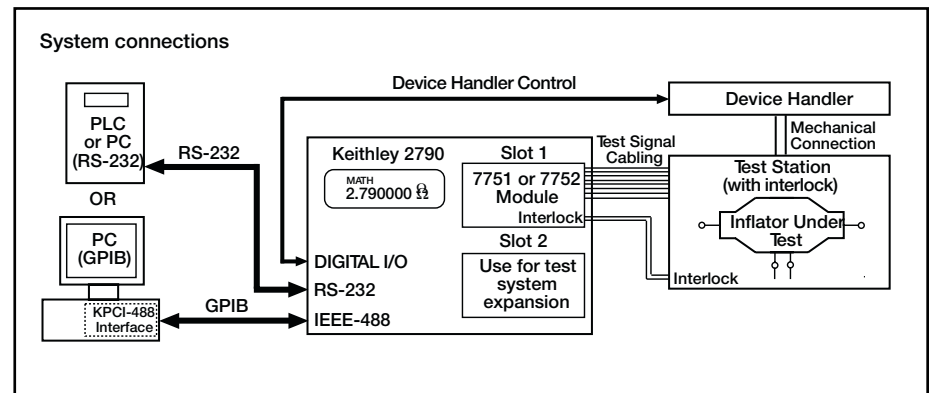 System connections
Device Handler Control
Device Handler
PLC
or PC
(RS-232)
RS-232
OR
PC
(GPIB)
KPCI-488
Interface
GPIB
Keithley 2790
MATH
2.790000 Ω
DIGITAL I/O
RS-232
IEEE-488
Slot 1
7751 or 7752
Module
Interlock
Slot 2
Use for test
system
expansion
Test Signal
Cabling
Mechanical
Connection
Test Station
(with interlock)
Inflator Under
Test
Interlock